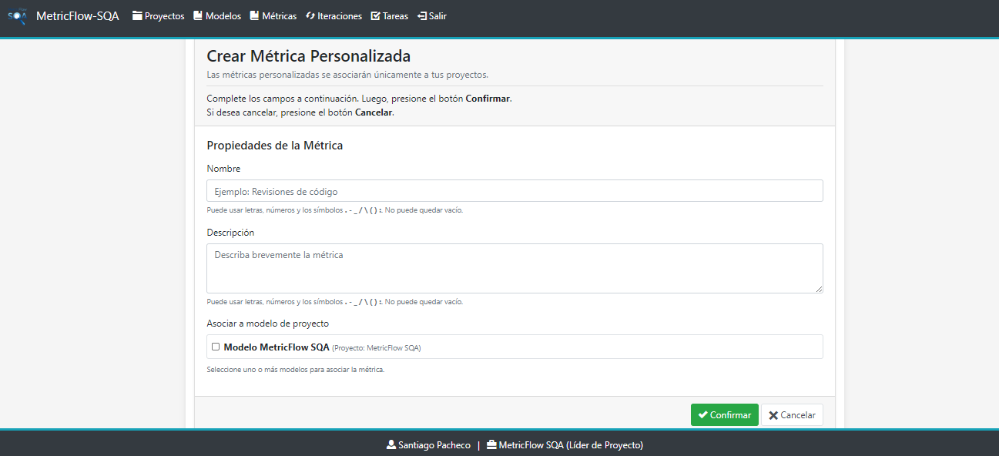 SQA MetricFlow-SQA Proyectos Modelos Métricas Iteraciones Tareas Salir
Crear Métrica Personalizada
Las métricas personalizadas se asociarán únicamente a tus proyectos.
Complete los campos a continuación. Luego, presione el botón Confirmar.
Si desea cancelar, presione el botón Cancelar.
Propiedades de la Métrica
Nombre
Ejemplo: Revisiones de código
Puede usar letras, números y los símbolos . - _ / \ ( ) :. No puede quedar vacío.
Descripción
Describa brevemente la métrica
Puede usar letras, números y los símbolos . - _ / \ ( ) :. No puede quedar vacío.
Asociar a modelo de proyecto
Modelo MetricFlow SQA (Proyecto: MetricFlow SQA)
Seleccione uno o más modelos para asociar la métrica.
Confirmar Cancelar
Santiago Pacheco | MetricFlow SQA (Líder de Proyecto)